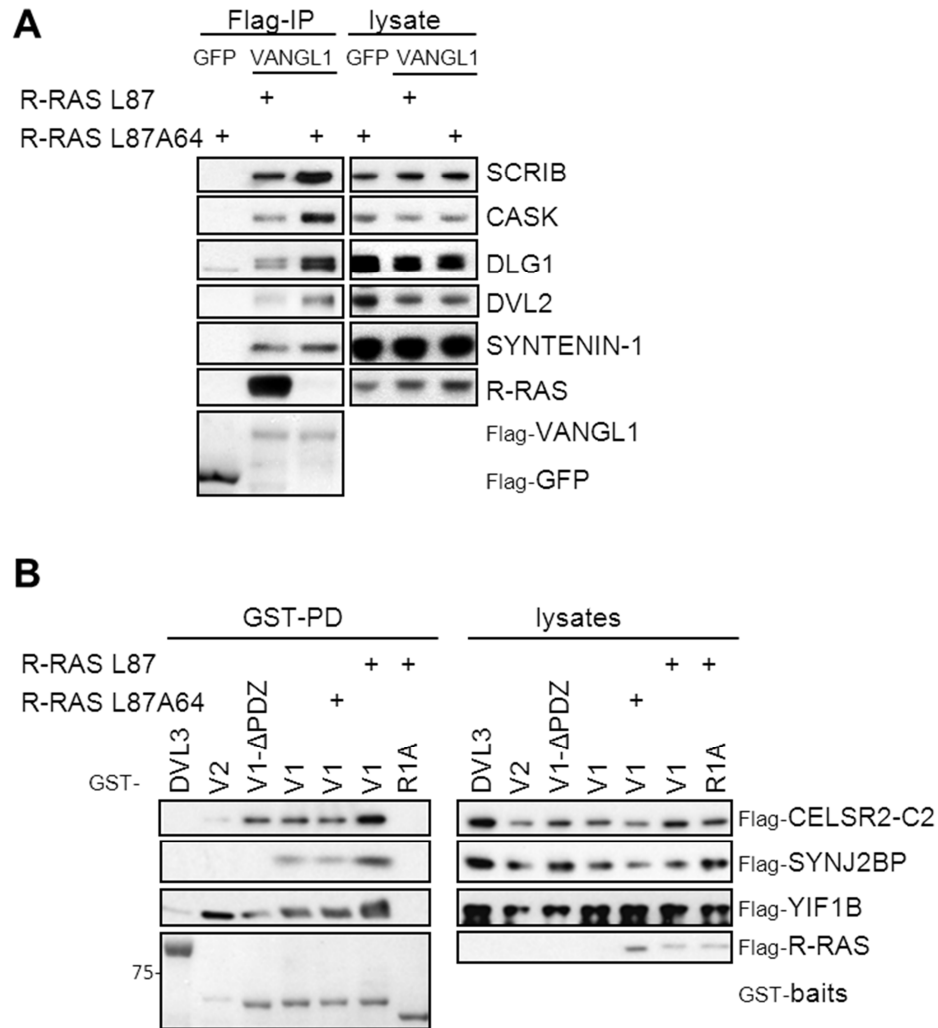 A
Flag-IP lysate
GFP VANGL1 GFP VANGL1
R-RAS L87 + +
R-RAS L87A64 + + + +
SCRIB
CASK
DLG1
DVL2
SYNTENIN-1
R-RAS
Flag-VANGL1
Flag-GFP
B
GST-PD lysates
R-RAS L87 + + + +
R-RAS L87A64 + +
GST- DVL3 V2 V1-ΔPDZ V1 V1 V1 R1A DVL3 V2 V1-ΔPDZ V1 V1 V1 R1A
Flag-CELSR2-C2
Flag-SYNJ2BP
Flag-YIF1B
Flag-R-RAS
75-
GST-baits